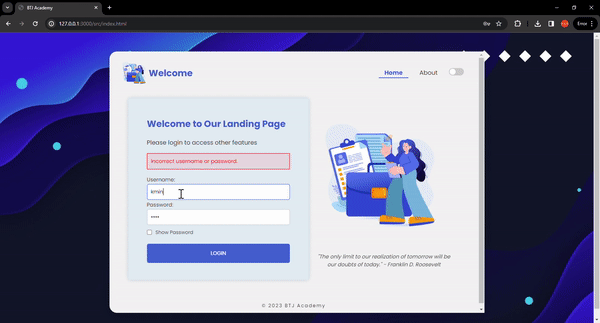 BTJ Academy
127.0.0.1:3000/src/index.html
Error
Welcome
Home
About
Welcome to Our Landing Page
Please login to access other features
Incorrect username or password.
Username:
kmin
Password:
Show Password
LOGIN
"The only limit to our realization of tomorrow will be
our doubts of today." - Franklin D. Roosevelt
© 2023 BTJ Academy